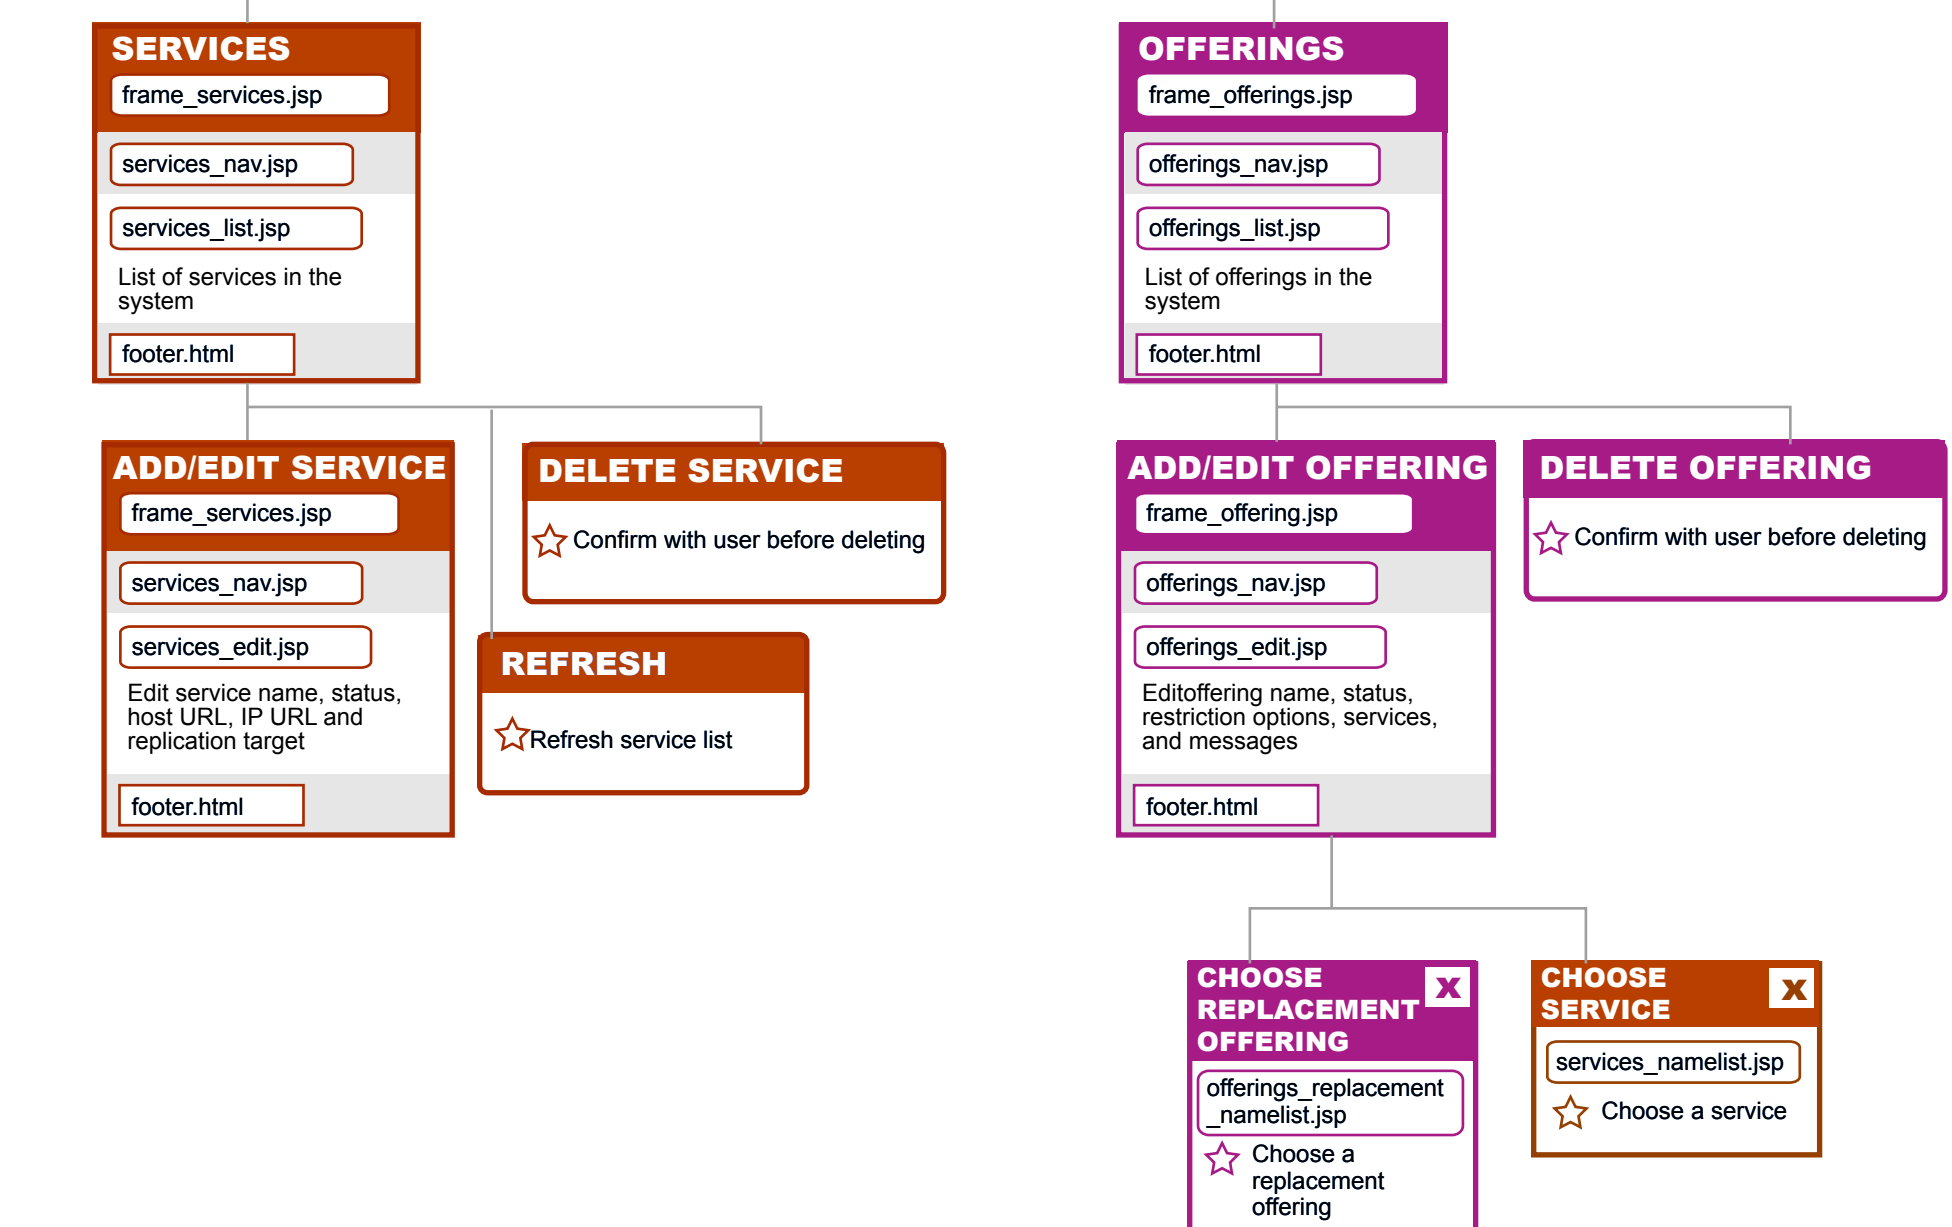 SERVICES
frame_services.jsp
services_nav.jsp
services_list.jsp
List of services in the
system
footer.html
ADD/EDIT SERVICE
frame_services.jsp
services_nav.jsp
services_edit.jsp
Edit service name, status,
host URL, IP URL and
replication target
footer.html
DELETE SERVICE
Confirm with user before deleting
REFRESH
Refresh service list
OFFERINGS
frame_offerings.jsp
offerings_nav.jsp
offerings_list.jsp
List of offerings in the
system
footer.html
ADD/EDIT OFFERING
frame_offering.jsp
offerings_nav.jsp
offerings_edit.jsp
Editoffering name, status,
restriction options, services,
and messages
footer.html
DELETE OFFERING
Confirm with user before deleting
CHOOSE
REPLACEMENT
OFFERING
X
offerings_replacement
_namelist.jsp
Choose a
replacement
offering
CHOOSE
SERVICE
X
services_namelist.jsp
Choose a service